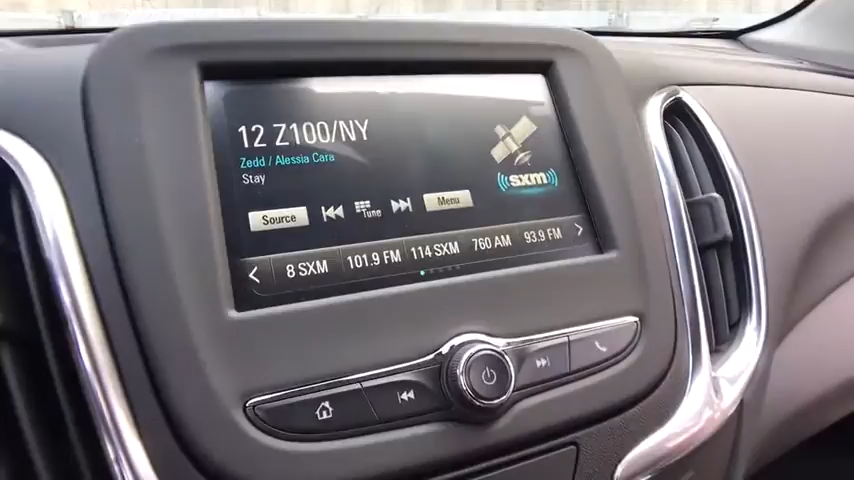 12 Z100/NY
Zedd / Alessia Cara
Stay
sxm
Source Tune Menu
8 SXM 101.9 FM 114 SXM 760 AM 93.9 FM